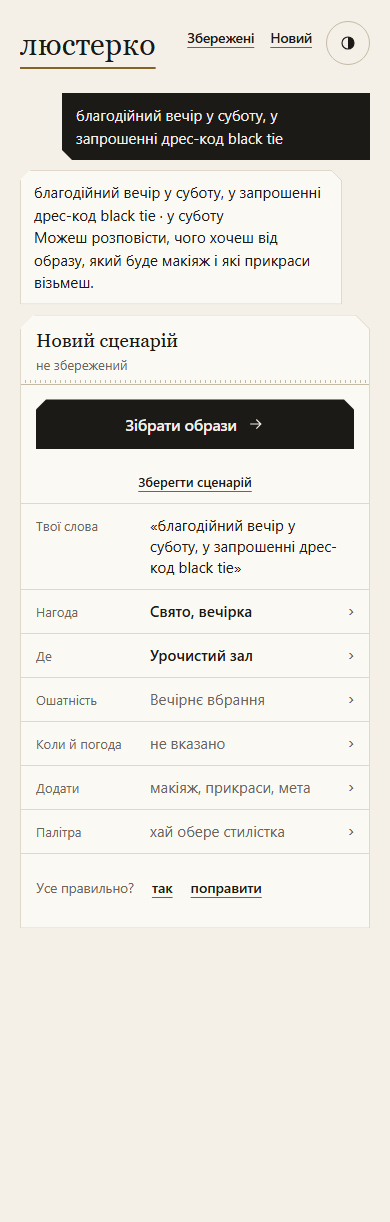 люстерко
Збережені
Новий
благодійний вечір у суботу, у
запрошенні дрес-код black tie
благодійний вечір у суботу, у запрошенні
дрес-код black tie · у суботу
Можеш розповісти, чого хочеш від
образу, який буде макіяж і які прикраси
візьмеш.
Новий сценарій
не збережений
Зібрати образи →
Зберегти сценарій
Твої слова
«благодійний вечір у
суботу, у запрошенні дрес-
код black tie»
Нагода
Свято, вечірка
Де
Урочистий зал
Ошатність
Вечірнє вбрання
Коли й погода
не вказано
Додати
макіяж, прикраси, мета
Палітра
хай обере стилістка
Усе правильно?
так
поправити